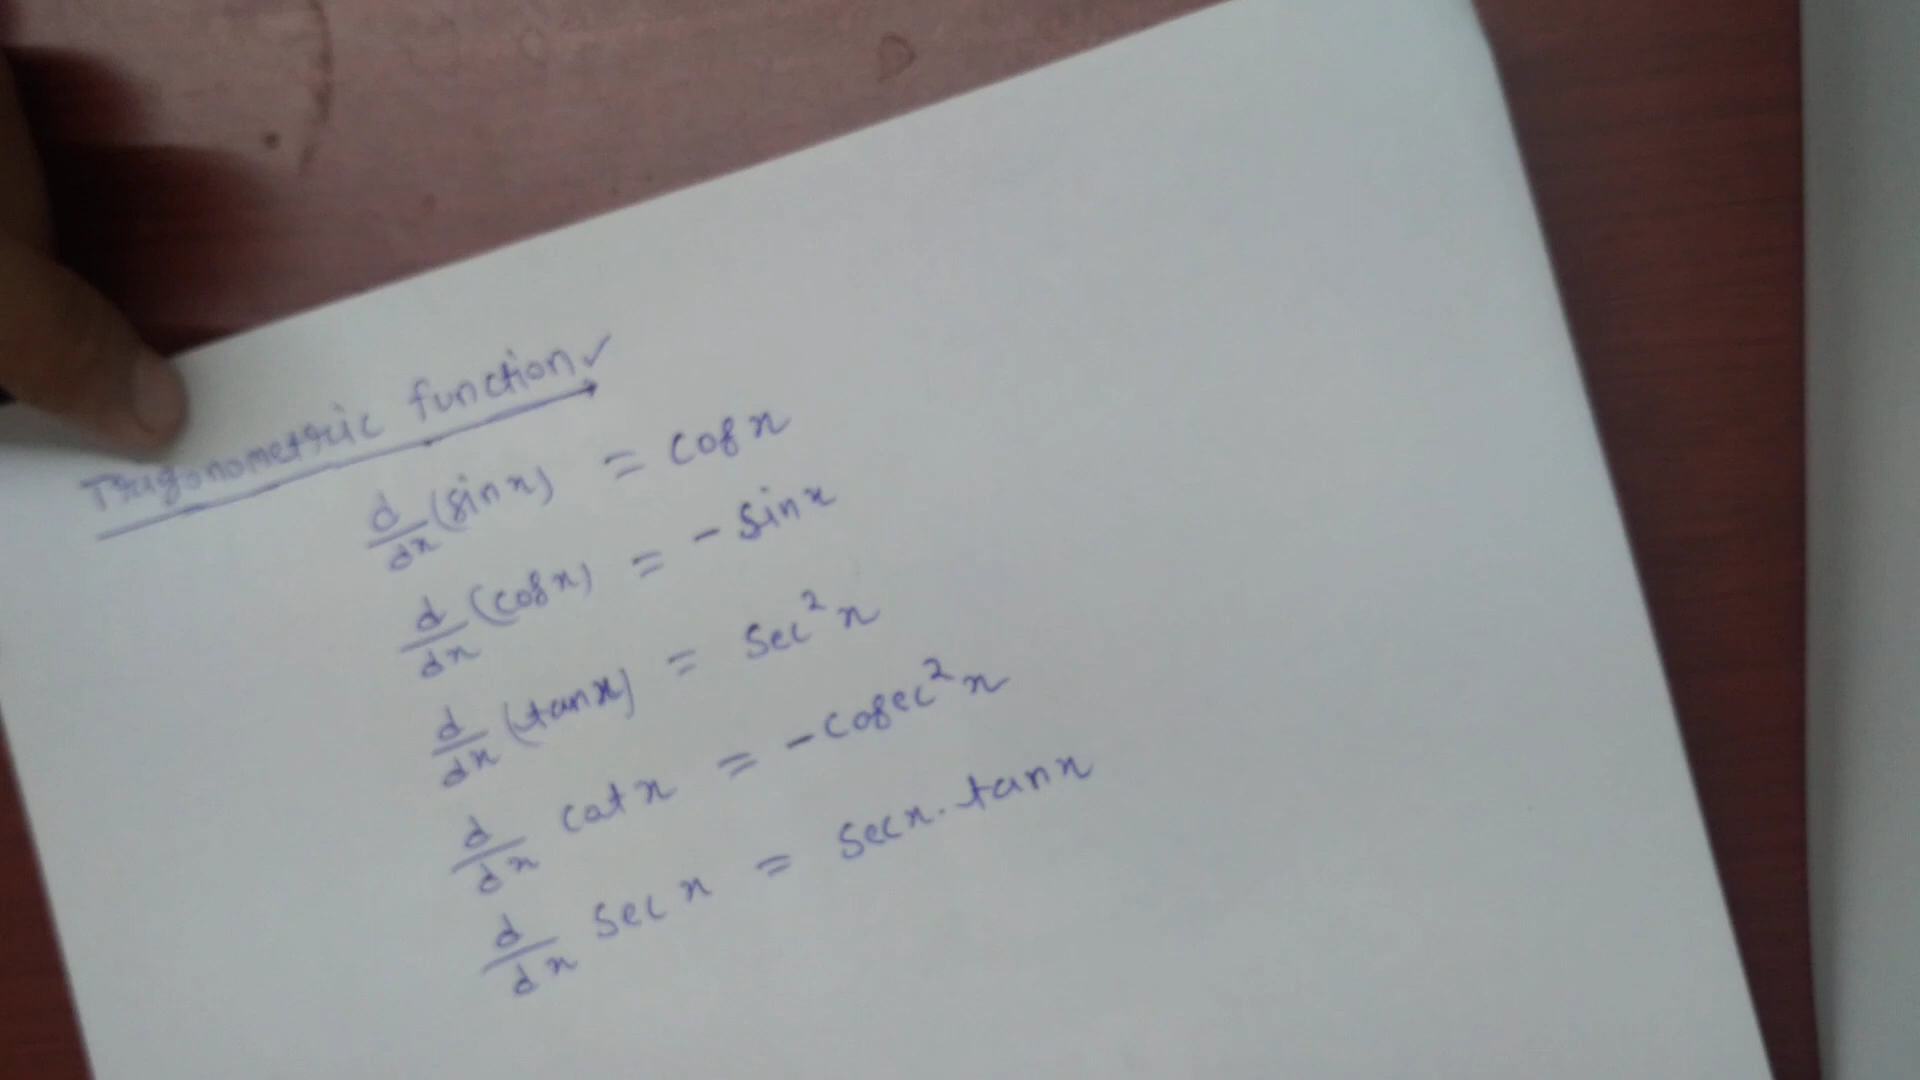 Trigonometric function✓
d/dx (sin x) = cos x
d/dx (cos x) = - sin x
d/dx (tan x) = sec² x
d/dx cot x = - cosec² x
d/dx sec x = sec x . tan x